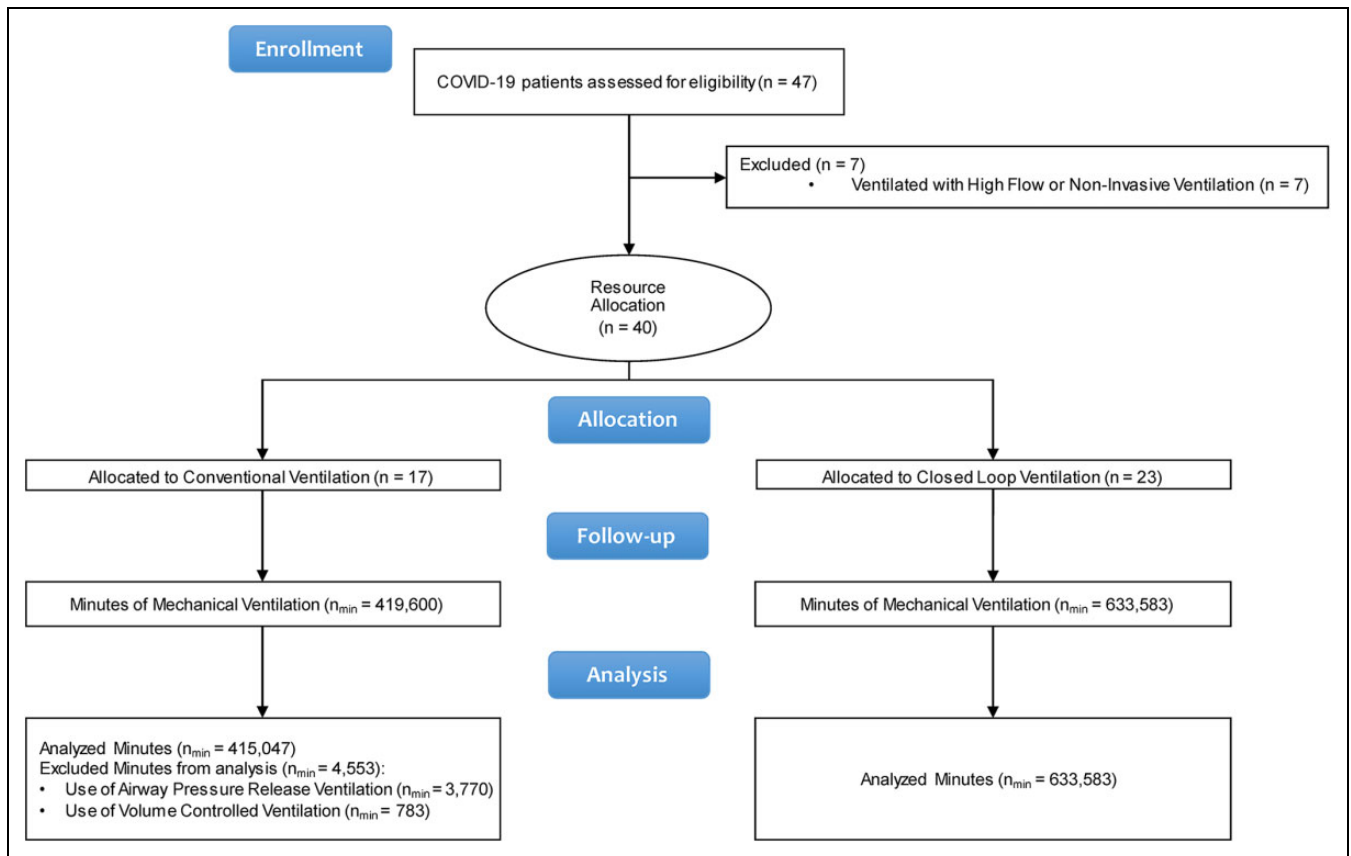 Enrollment
COVID-19 patients assessed for eligibility (n = 47)
Excluded (n = 7)
• Ventilated with High Flow or Non-Invasive Ventilation (n = 7)
Resource
Allocation
(n = 40)
Allocation
Allocated to Conventional Ventilation (n = 17)
Allocated to Closed Loop Ventilation (n = 23)
Follow-up
Minutes of Mechanical Ventilation (nmin = 419,600)
Minutes of Mechanical Ventilation (nmin = 633,583)
Analysis
Analyzed Minutes (nmin = 415,047)
Excluded Minutes from analysis (nmin = 4,553):
• Use of Airway Pressure Release Ventilation (nmin = 3,770)
• Use of Volume Controlled Ventilation (nmin = 783)
Analyzed Minutes (nmin = 633,583)